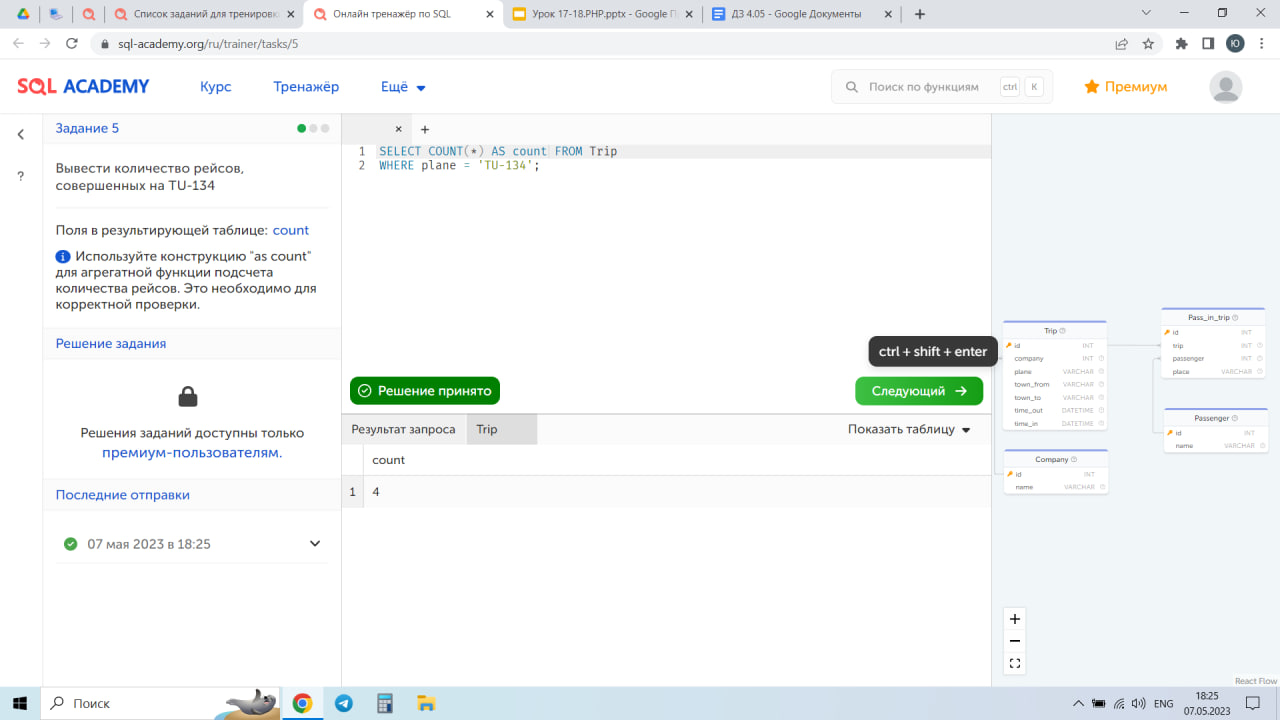 Список заданий для тренировк
Онлайн тренажёр по SQL
Урок 17-18.PHP.pptx - Google П
ДЗ 4.05 - Google Документы
sql-academy.org/ru/trainer/tasks/5
Ю
SQL ACADEMY
Курс
Тренажёр
Ещё
Поиск по функциям
ctrl
K
Премиум
Задание 5
Вывести количество рейсов,
совершенных на TU-134
Поля в результирующей таблице: count
Используйте конструкцию "as count"
для агрегатной функции подсчета
количества рейсов. Это необходимо для
корректной проверки.
Решение задания
Решения заданий доступны только
премиум-пользователям.
Последние отправки
07 мая 2023 в 18:25
1 SELECT COUNT(*) AS count FROM Trip
2 WHERE plane = 'TU-134';
ctrl + shift + enter
Решение принято
Следующий
Результат запроса
Trip
Показать таблицу
count
1 4
Trip
id INT
company INT
plane VARCHAR
town_from VARCHAR
town_to VARCHAR
time_out DATETIME
time_in DATETIME
Pass_in_trip
id INT
trip INT
passenger INT
place VARCHAR
Passenger
id INT
name VARCHAR
Company
id INT
name VARCHAR
React Flow
Поиск
ENG
18:25
07.05.2023